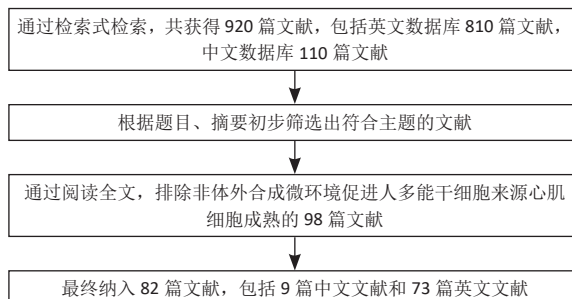 通过检索式检索，共获得 920 篇文献，包括英文数据库 810 篇文献，
中文数据库 110 篇文献
根据题目、摘要初步筛选出符合主题的文献
通过阅读全文，排除非体外合成微环境促进人多能干细胞来源心肌
细胞成熟的 98 篇文献
最终纳入 82 篇文献，包括 9 篇中文文献和 73 篇英文文献